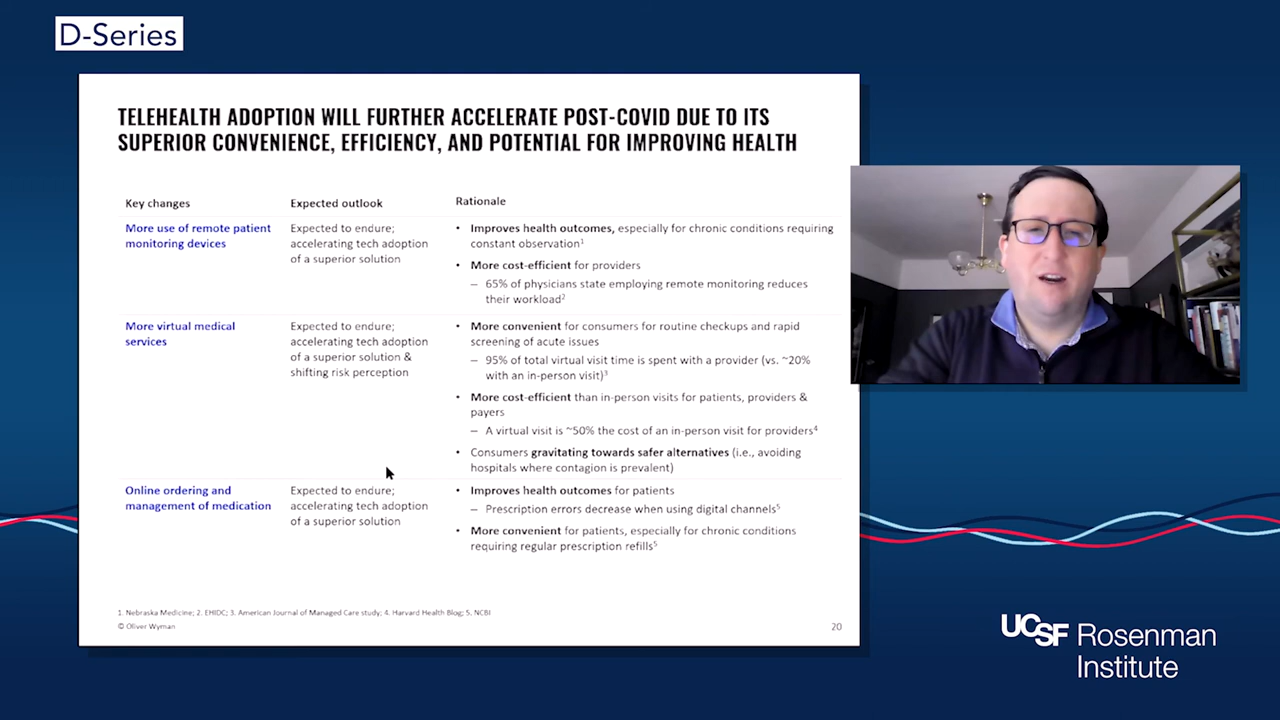 D-Series
TELEHEALTH ADOPTION WILL FURTHER ACCELERATE POST-COVID DUE TO ITS
SUPERIOR CONVENIENCE, EFFICIENCY, AND POTENTIAL FOR IMPROVING HEALTH
Key changes
Expected outlook
Rationale
More use of remote patient
monitoring devices
Expected to endure;
accelerating tech adoption
of a superior solution
• Improves health outcomes, especially for chronic conditions requiring
constant observation¹
• More cost-efficient for providers
– 65% of physicians state employing remote monitoring reduces
their workload²
More virtual medical
services
Expected to endure;
accelerating tech adoption
of a superior solution &
shifting risk perception
• More convenient for consumers for routine checkups and rapid
screening of acute issues
– 95% of total virtual visit time is spent with a provider (vs. ~20%
with an in-person visit)³
• More cost-efficient than in-person visits for patients, providers &
payers
– A virtual visit is ~50% the cost of an in-person visit for providers⁴
• Consumers gravitating towards safer alternatives (i.e., avoiding
hospitals where contagion is prevalent)
Online ordering and
management of medication
Expected to endure;
accelerating tech adoption
of a superior solution
• Improves health outcomes for patients
– Prescription errors decrease when using digital channels⁵
• More convenient for patients, especially for chronic conditions
requiring regular prescription refills⁵
1. Nebraska Medicine; 2. EHIDC; 3. American Journal of Managed Care study; 4. Harvard Health Blog; 5. NCBI
© Oliver Wyman
20
UCSF Rosenman
Institute